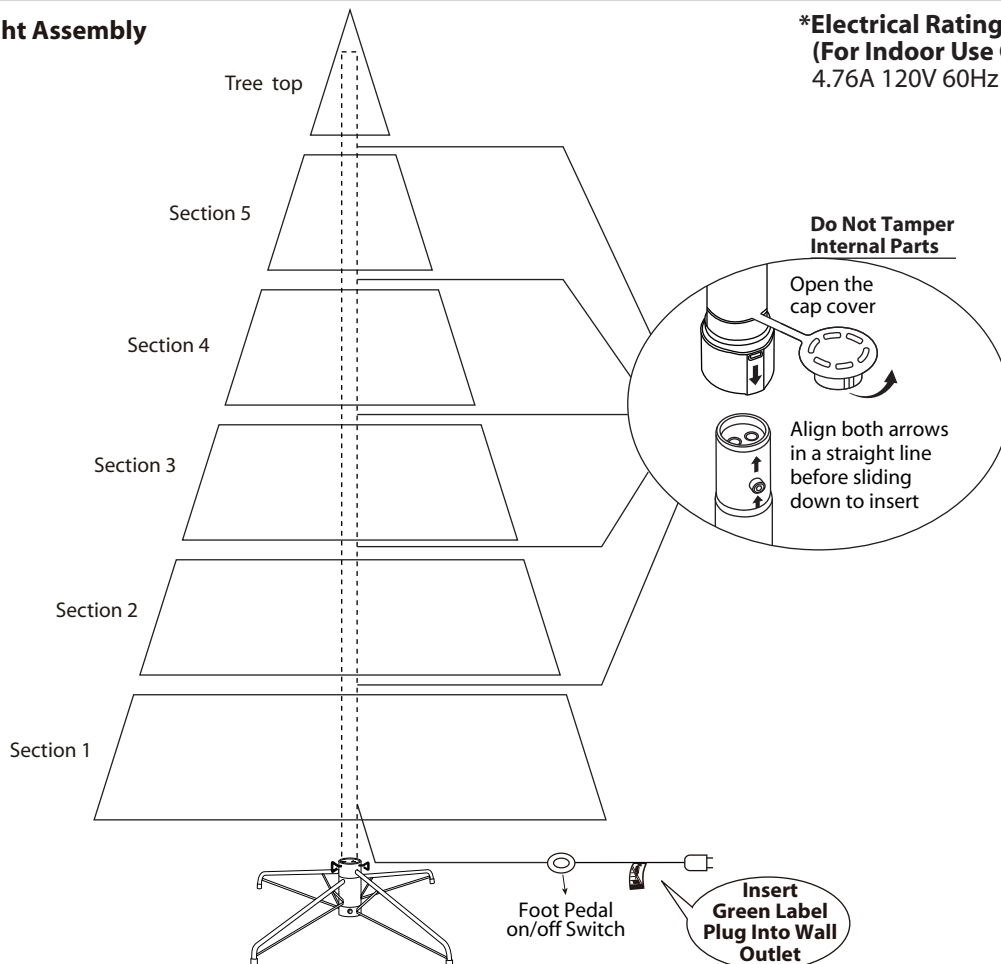 ht Assembly
*Electrical Rating
(For Indoor Use
4.76A 120V 60Hz
Tree top
Section 5
Section 4
Section 3
Section 2
Section 1
Do Not Tamper
Internal Parts
Open the
cap cover
Align both arrows
in a straight line
before sliding
down to insert
Foot Pedal
on/off Switch
Insert
Green Label
Plug Into Wall
Outlet